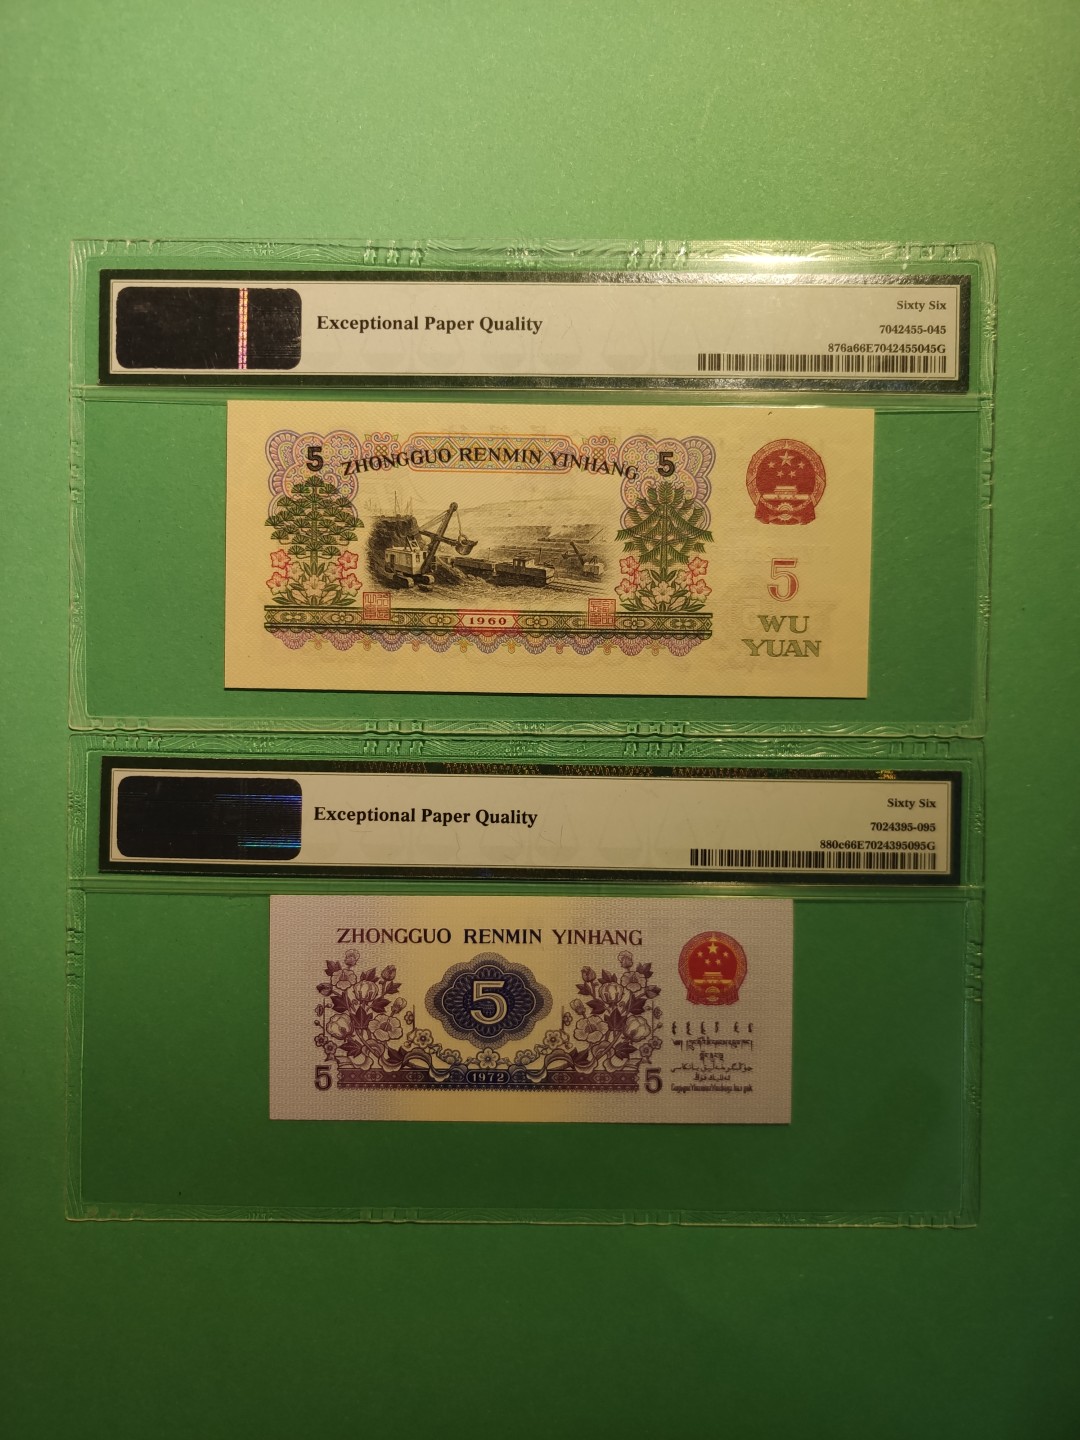 Exceptional Paper Quality
Sixty Six
7042455-045
876a66E7042455045G
5 ZHONGGUO RENMIN YINHANG 5
5
WU
YUAN
1960
Exceptional Paper Quality
Sixty Six
7024395-095
880c66E7024395095G
ZHONGGUO RENMIN YINHANG
5
5 1972 5